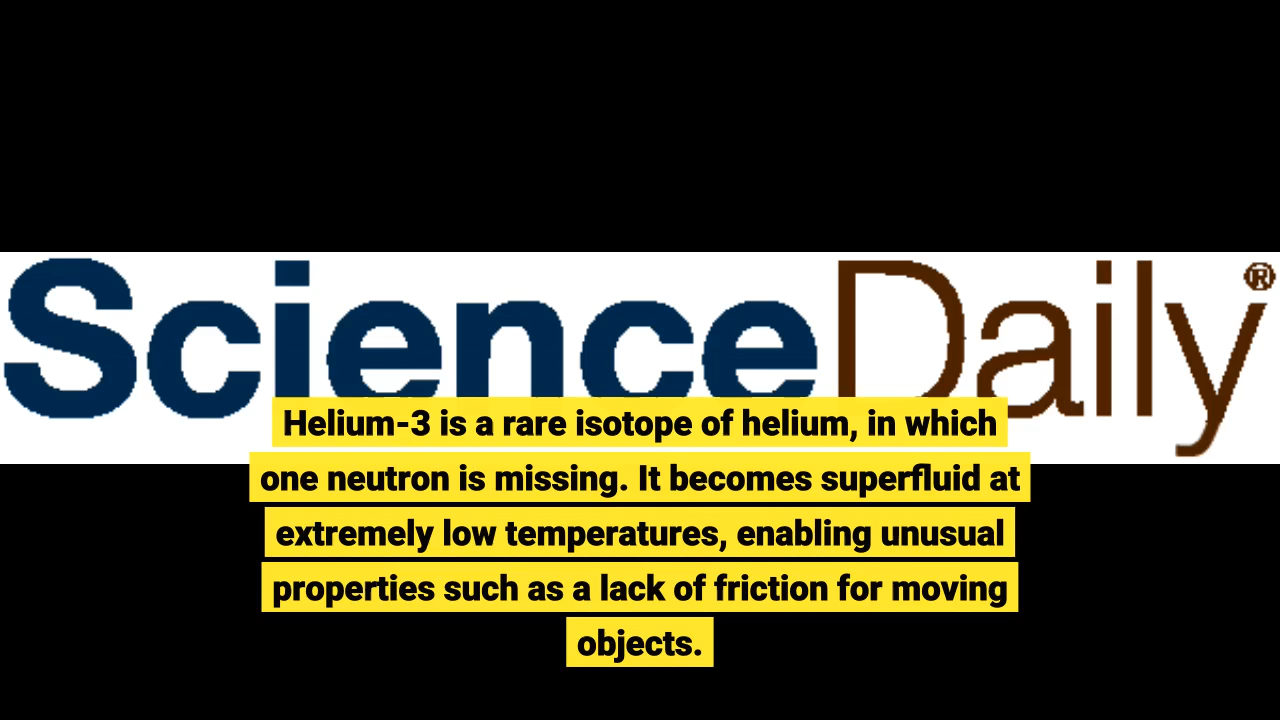 ScienceDaily®
Helium-3 is a rare isotope of helium, in which
one neutron is missing. It becomes superfluid at
extremely low temperatures, enabling unusual
properties such as a lack of friction for moving
objects.